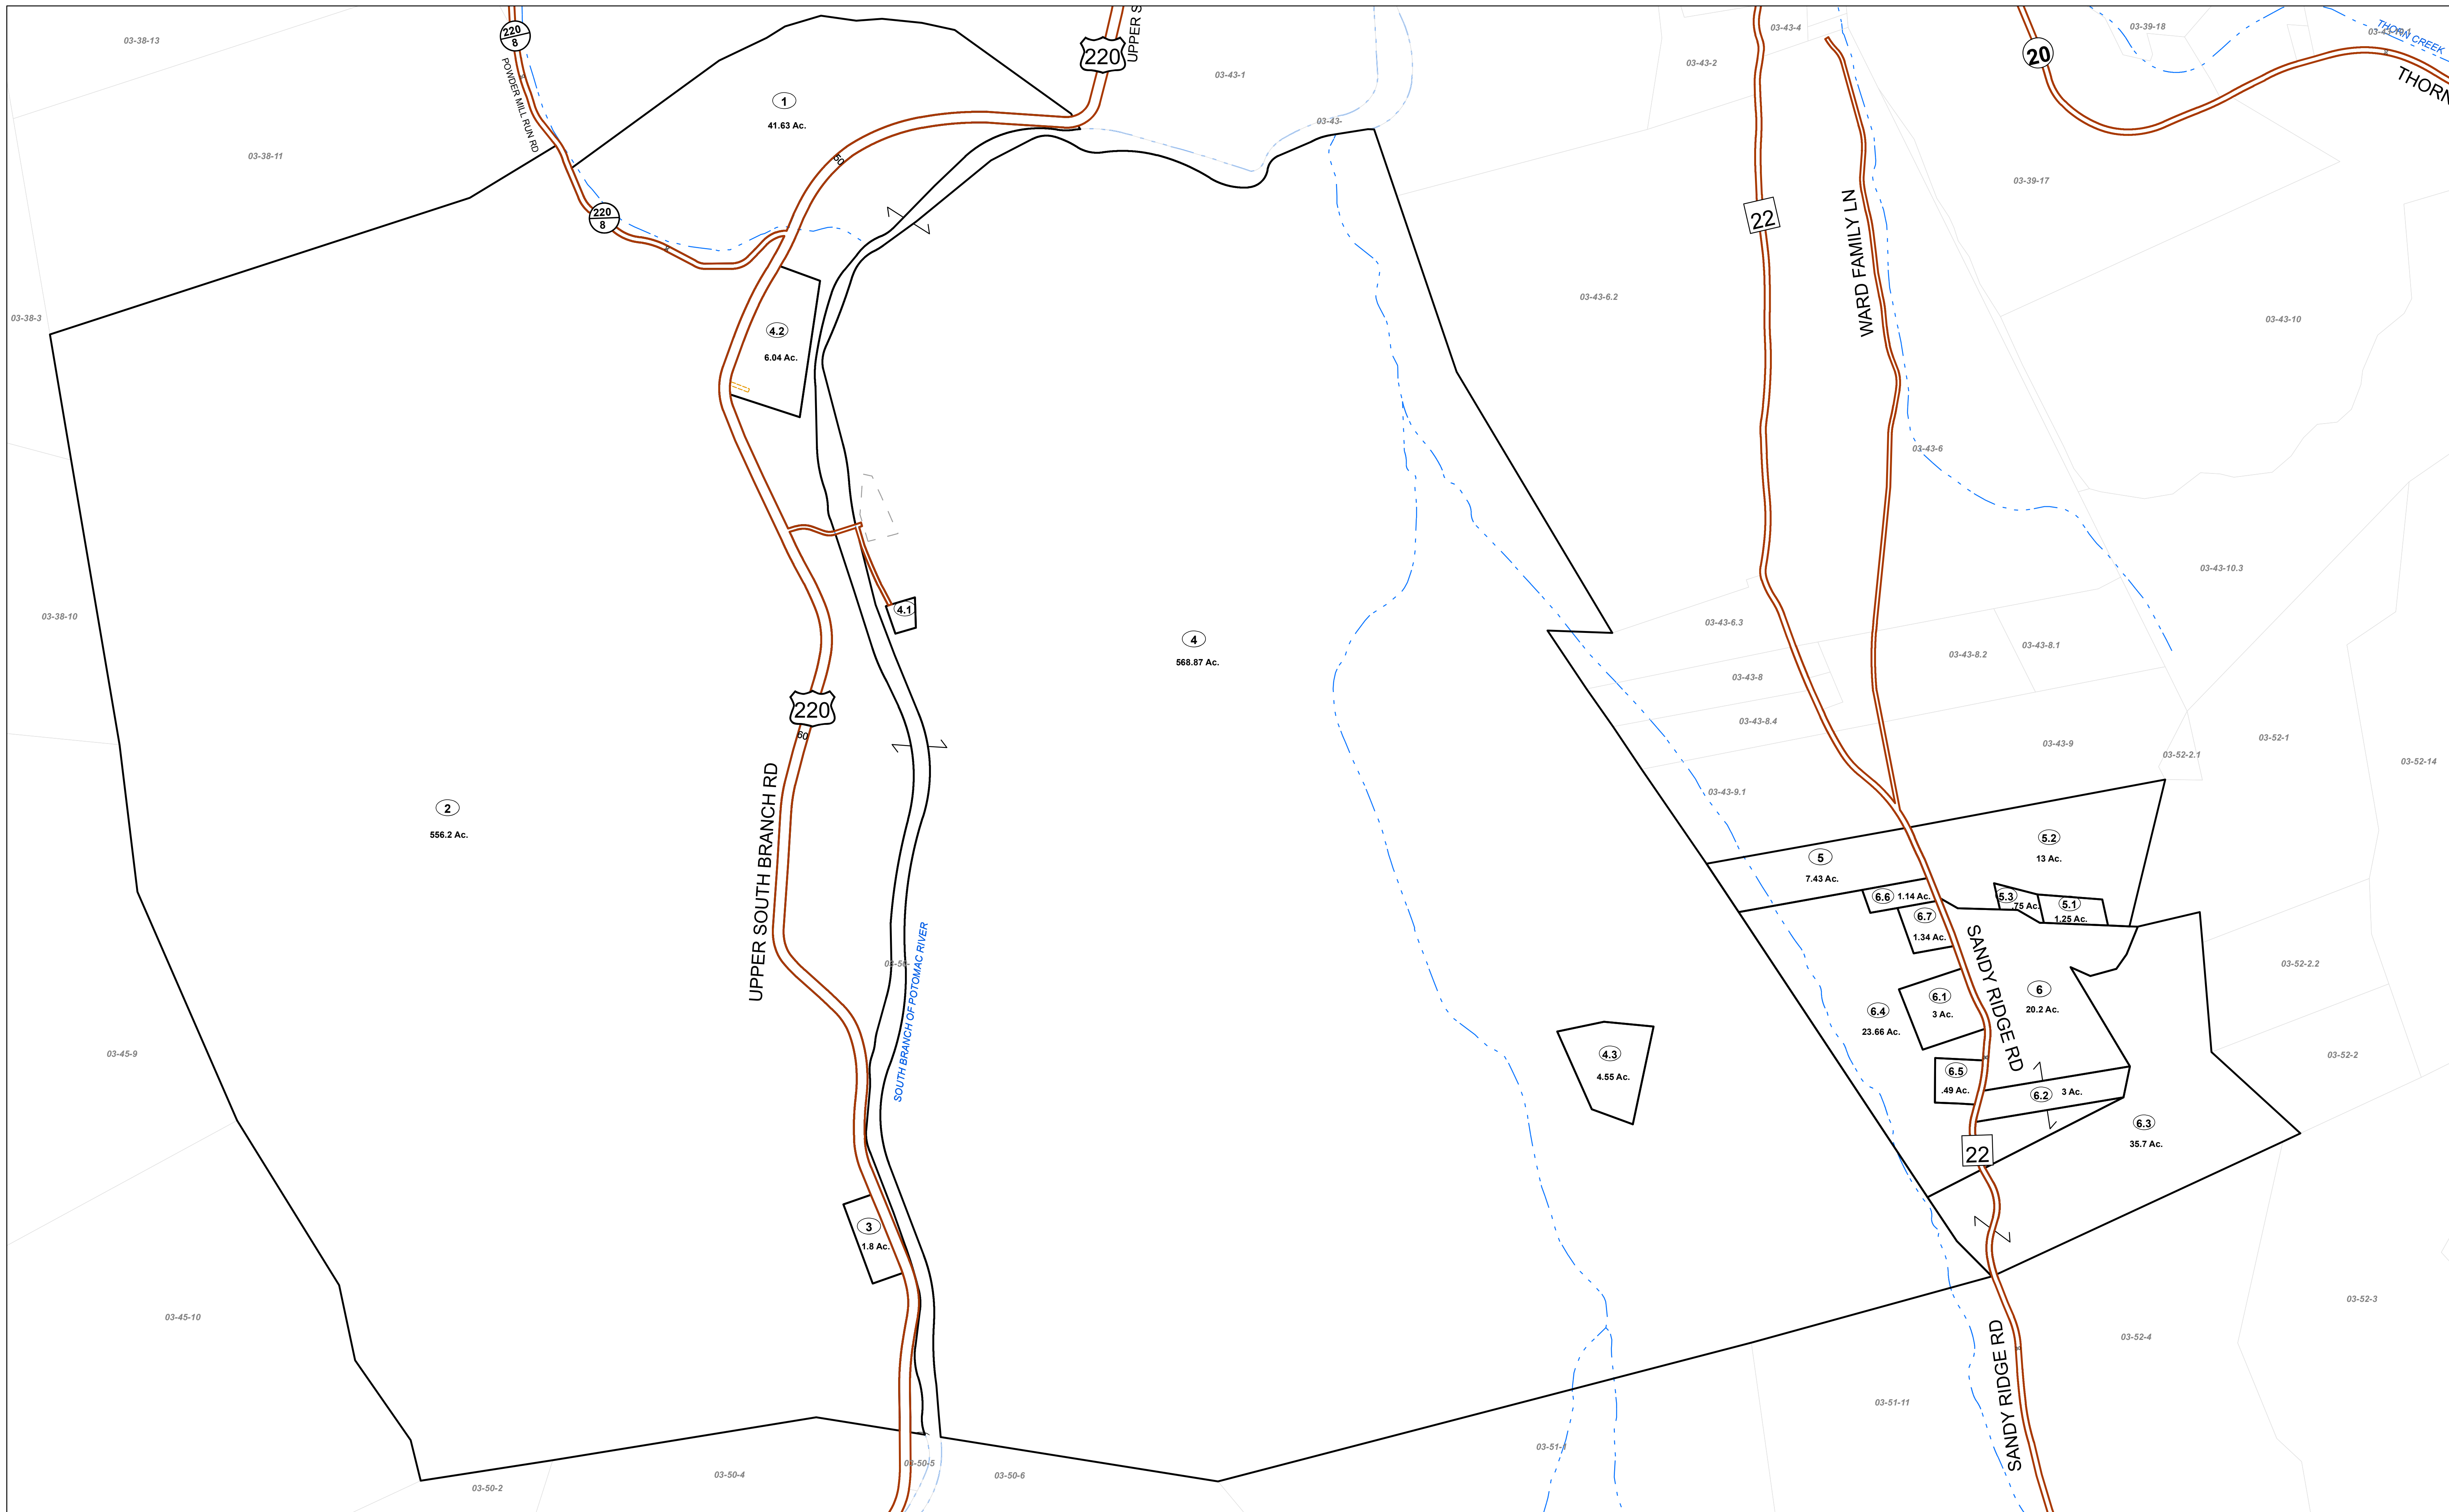 03-38-13
220
8
POWDER MILL RUN RD
1
41.63 Ac.
220
UPPER S
03-43-1
03-43-
03-43-2
03-43-4
20
03-39-18
THORN CREEK
THORN
03-38-11
60
220
8
22
WARD FAMILY LN
03-39-17
03-38-3
4.2
6.04 Ac.
03-43-6.2
03-43-10
03-43-6
03-43-10.3
03-38-10
4.1
4
568.87 Ac.
03-43-6.3
03-43-8
03-43-8.2
03-43-8.1
03-43-8.4
03-43-9
03-52-2.1
03-52-1
03-52-14
220
60
UPPER SOUTH BRANCH RD
2
556.2 Ac.
03-43-9.1
5
7.43 Ac.
5.2
13 Ac.
6.6 1.14 Ac.
5.3
.75 Ac.
5.1
1.25 Ac.
6.7
1.34 Ac.
SANDY RIDGE RD
SOUTH BRANCH OF POTOMAC RIVER
03-52-2.2
6.1
3 Ac.
6
20.2 Ac.
6.4
23.66 Ac.
03-45-9
4.3
4.55 Ac.
03-52-2
6.5
.49 Ac.
6.2 3 Ac.
6.3
35.7 Ac.
22
3
1.8 Ac.
03-45-10
03-52-3
03-52-4
SANDY RIDGE RD
03-51-11
03-51-1
03-50-5
03-50-4
03-50-6
03-50-2